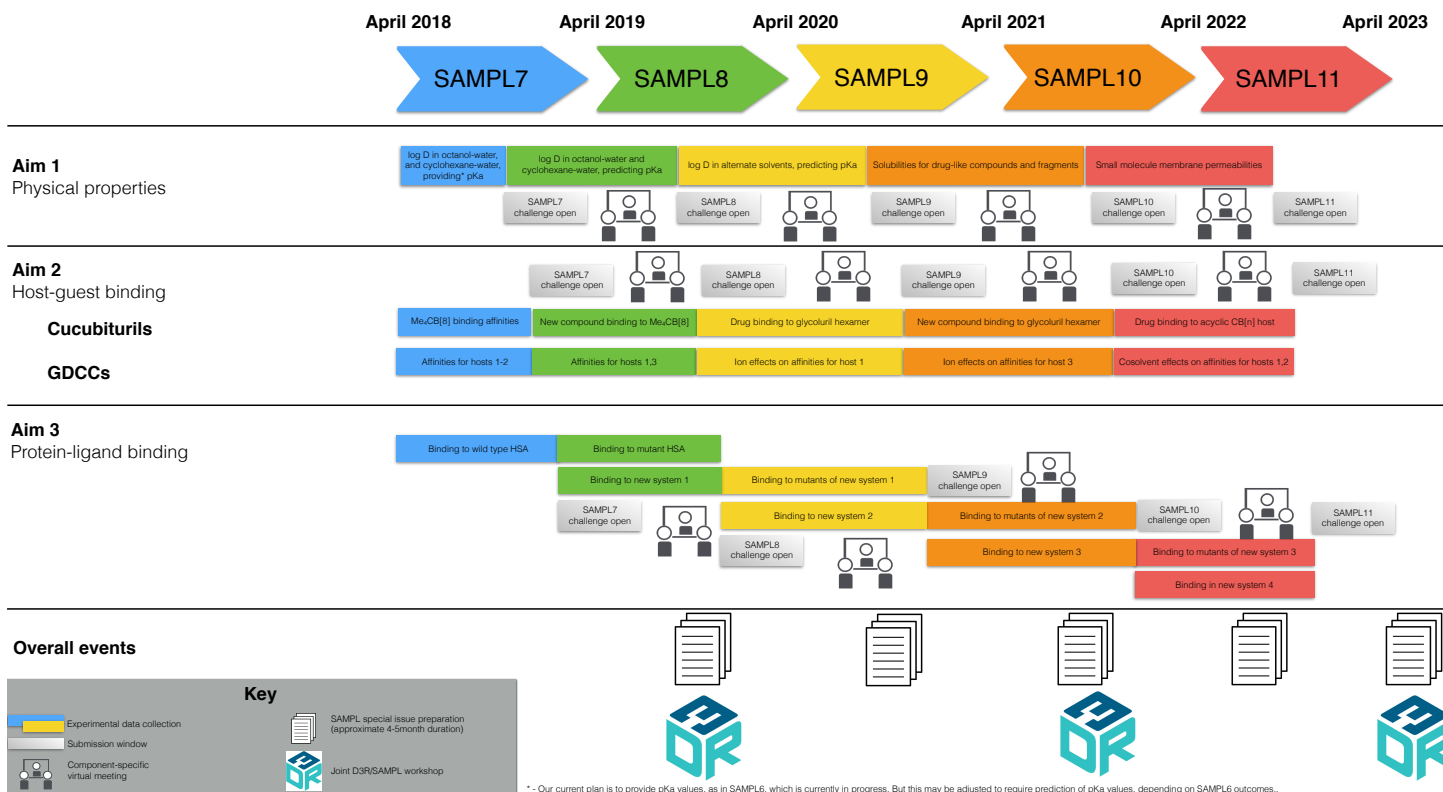 April 2018
April 2019
April 2020
April 2021
April 2022
April 2023
SAMPL7
SAMPL8
SAMPL9
SAMPL10
SAMPL11
Aim 1
Physical properties
log D in octanol-water,
and cyclohexane-water,
providing* pKa
log D in octanol-water and
cyclohexane-water, predicting pKa
log D in alternate solvents, predicting pKa
Solubilities for drug-like compounds and fragments
Small molecule membrane permeabilities
SAMPL7
challenge open
SAMPL8
challenge open
SAMPL9
challenge open
SAMPL10
challenge open
SAMPL11
challenge open
Aim 2
Host-guest binding
SAMPL7
challenge open
SAMPL8
challenge open
SAMPL9
challenge open
SAMPL10
challenge open
SAMPL11
challenge open
Cucubiturils
Me₄CB[8] binding affinities
New compound binding to Me₄CB[8]
Drug binding to glycoluril hexamer
New compound binding to glycoluril hexamer
Drug binding to acyclic CB[n] host
GDCCs
Affinities for hosts 1-2
Affinities for hosts 1,3
Ion effects on affinities for host 1
Ion effects on affinities for host 3
Cosolvent effects on affinities for hosts 1,2
Aim 3
Protein-ligand binding
Binding to wild type HSA
Binding to mutant HSA
Binding to new system 1
Binding to mutants of new system 1
SAMPL9
challenge open
SAMPL7
challenge open
Binding to new system 2
Binding to mutants of new system 2
SAMPL10
challenge open
SAMPL11
challenge open
SAMPL8
challenge open
Binding to new system 3
Binding to mutants of new system 3
Binding in new system 4
Overall events
Key
Experimental data collection
Submission window
Component-specific
virtual meeting
SAMPL special issue preparation
(approximate 4-5month duration)
Joint D3R/SAMPL workshop
D3R
D3R
D3R
D3R
* - Our current plan is to provide pKa values, as in SAMPL6, which is currently in progress. But this may be adjusted to require prediction of pKa values, depending on SAMPL6 outcomes..